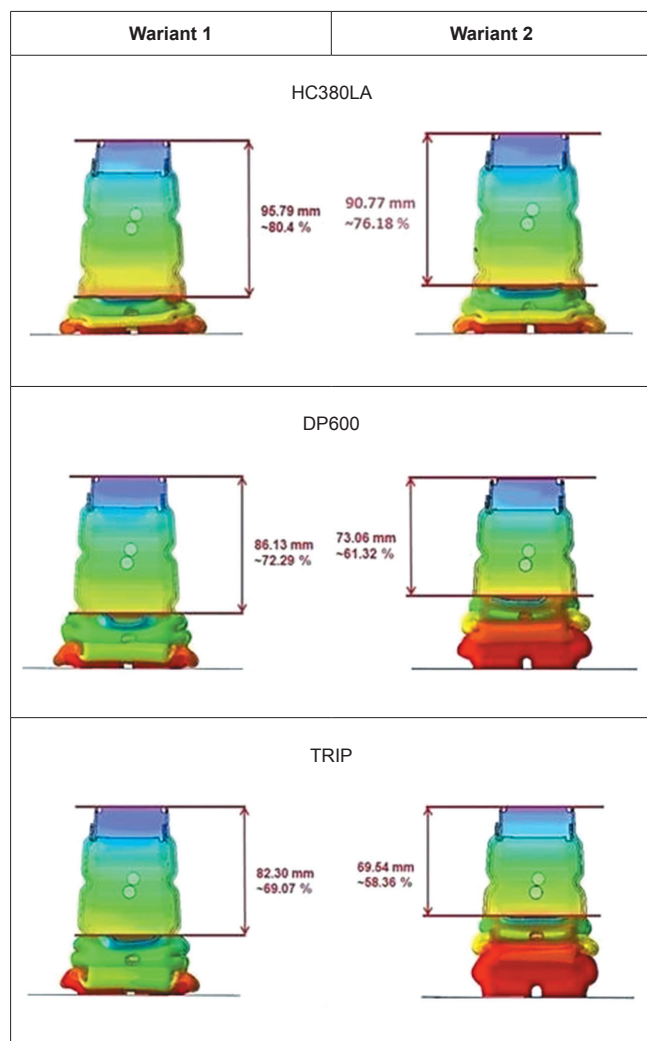 Wariant 1
Wariant 2
HC380LA
95.79 mm
~80.4 %
90.77 mm
~76.18 %
DP600
86.13 mm
~72.29 %
73.06 mm
~61.32 %
TRIP
82.30 mm
~69.07 %
69.54 mm
~58.36 %